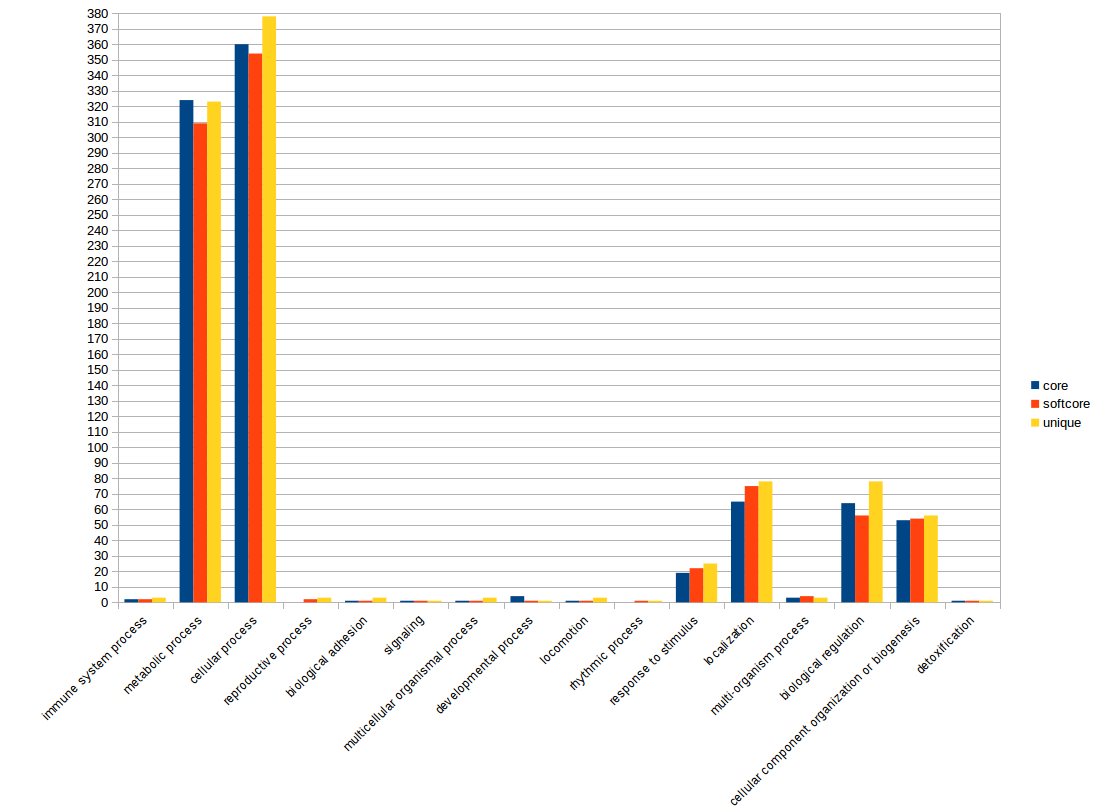 380
370
360
350
340
330
320
310
300
290
280
270
260
250
240
230
220
210
200
190
180
170
160
150
140
130
120
110
100
90
80
70
60
50
40
30
20
10
0
immune system process
metabolic process
cellular process
reproductive process
biological adhesion
signaling
multicellular organismal process
developmental process
locomotion
rhythmic process
response to stimulus
localization
multi-organism process
biological regulation
cellular component organization or biogenesis
detoxification
core
softcore
unique